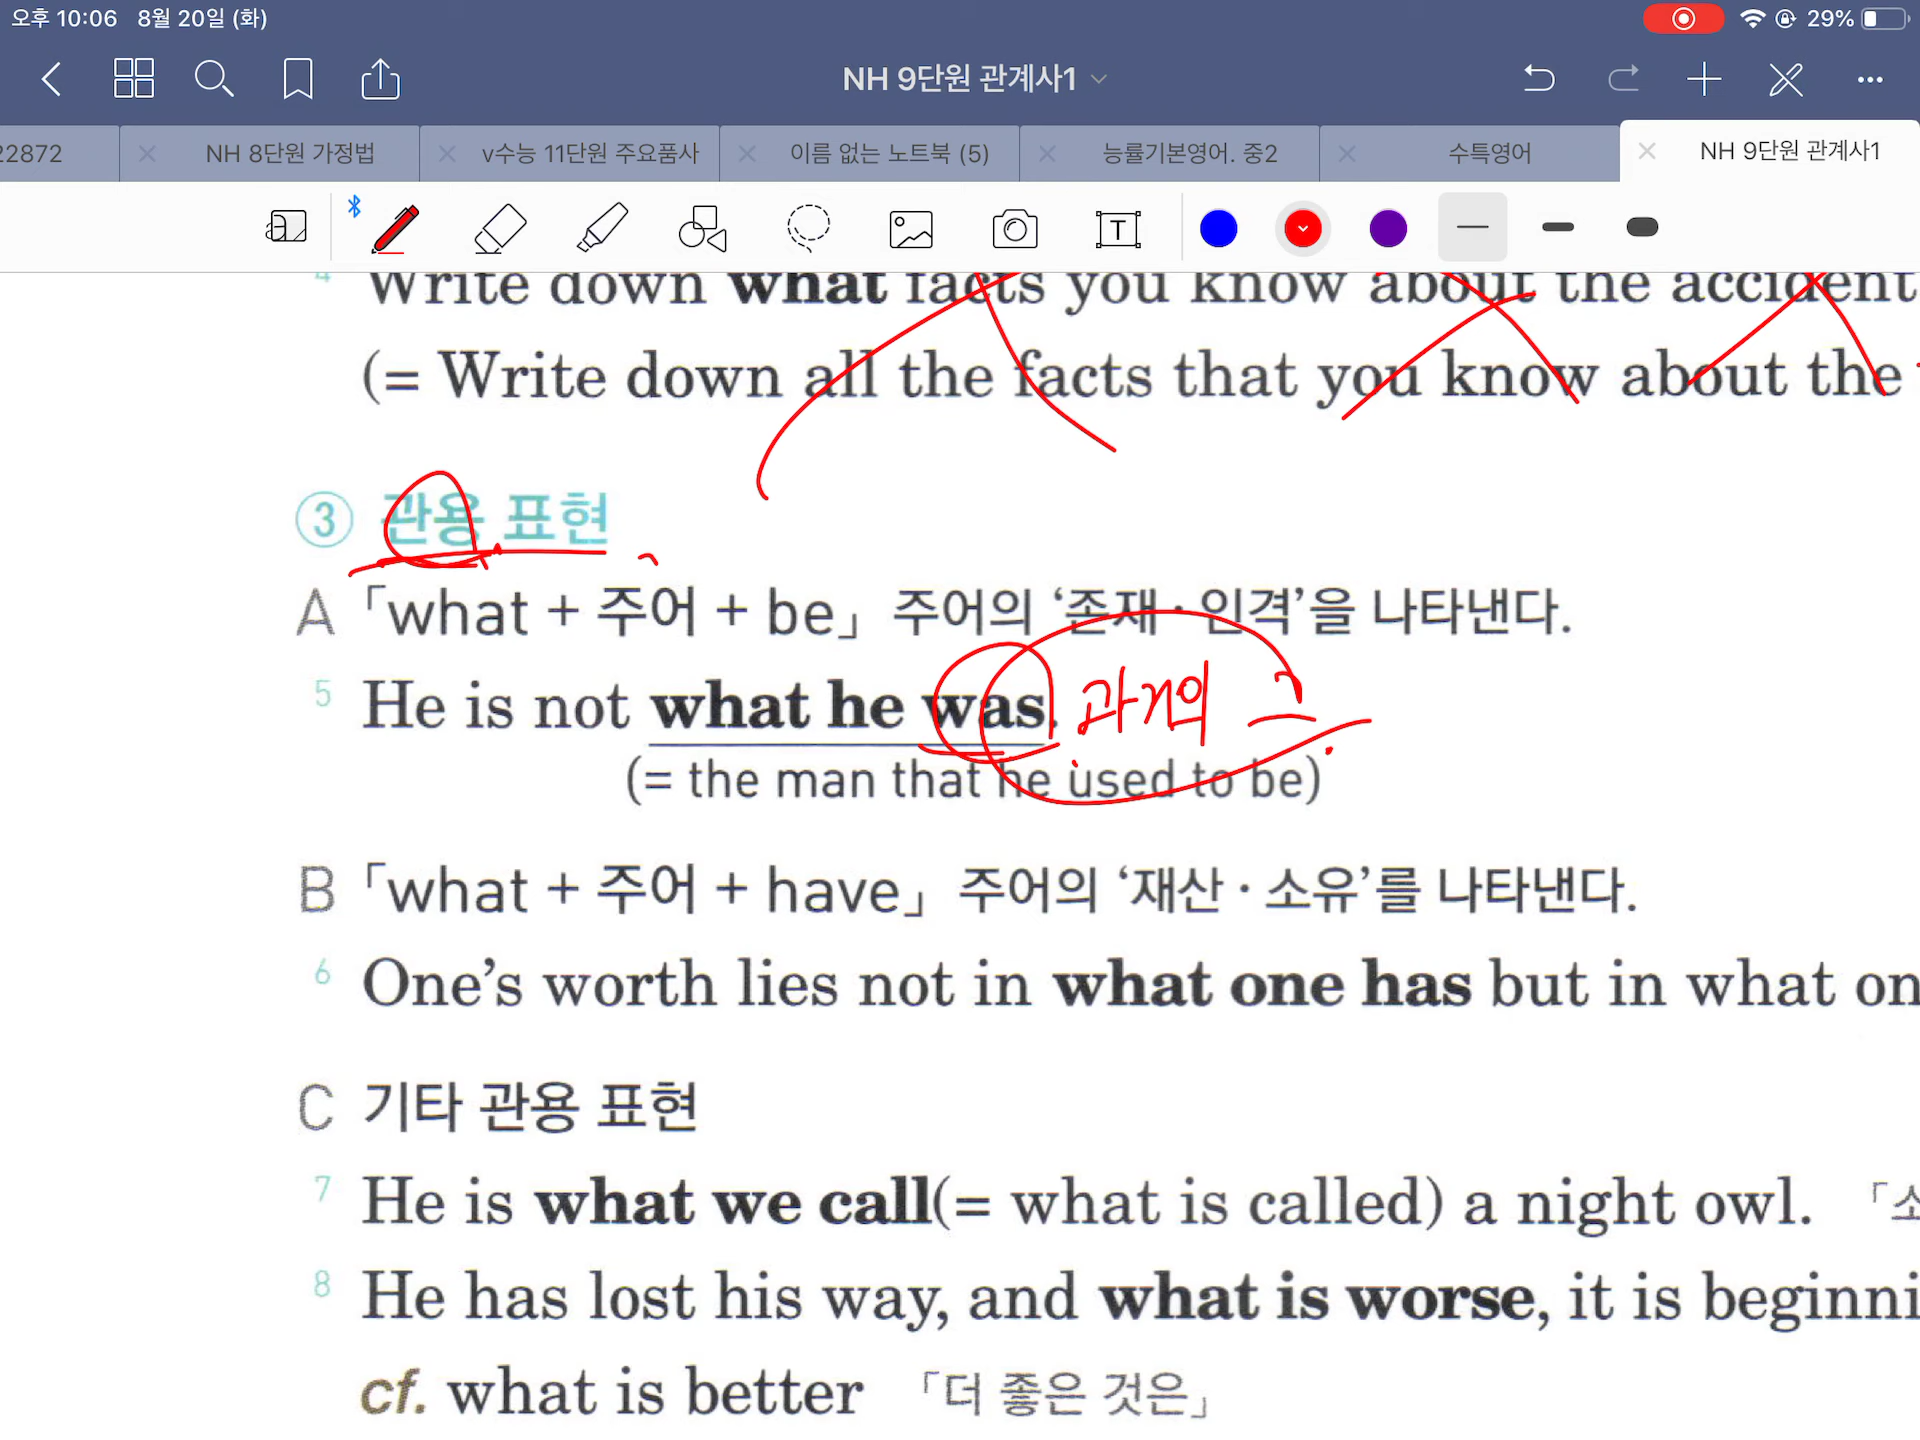 오후 10:06 8월 20일 (화) 29%
NH 9단원 관계사1
22872 NH 8단원 가정법 v수능 11단원 주요품사 이름 없는 노트북 (5) 능률기본영어. 중2 수특영어 NH 9단원 관계사1
4 Write down what facts you know about the accident
(= Write down all the facts that you know about the
③ 관용 표현
A 「what + 주어 + be」 주어의 ‘존재·인격’을 나타낸다.
5 He is not what he was. 과거의 그
(= the man that he used to be)
B 「what + 주어 + have」 주어의 ‘재산·소유’를 나타낸다.
6 One’s worth lies not in what one has but in what on
C 기타 관용 표현
7 He is what we call(= what is called) a night owl. 「소
8 He has lost his way, and what is worse, it is beginni
cf. what is better 「더 좋은 것은」